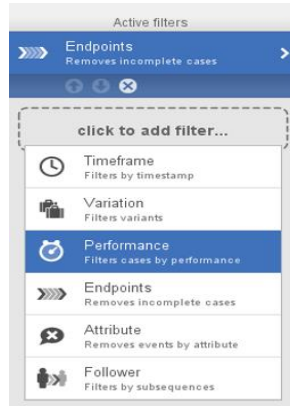 Active filters
Endpoints
Removes incomplete cases
click to add filter...
Timeframe
Filters by timestamp
Variation
Filters variants
Performance
Filters cases by performance
Endpoints
Removes incomplete cases
Attribute
Removes events by attribute
Follower
Filters by subsequences